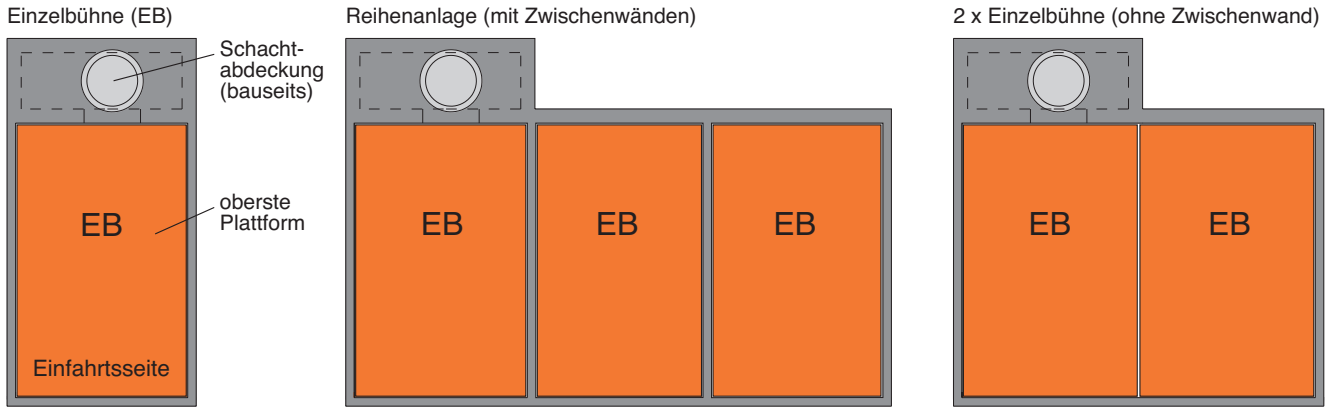 Einzelbühne (EB)
Schacht-
abdeckung
(bauseits)
EB
oberste
Plattform
Einfahrtsseite
Reihenanlage (mit Zwischenwänden)
EB
EB
EB
2 x Einzelbühne (ohne Zwischenwand)
EB
EB